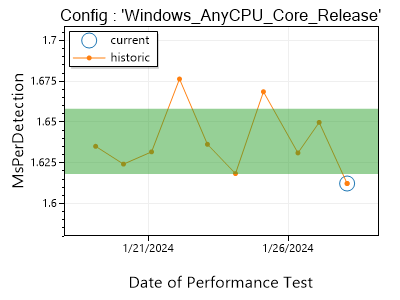 Config : 'Windows_AnyCPU_Core_Release'
current
historic
1.7
1.675
1.65
1.625
1.6
MsPerDetection
1/21/2024
1/26/2024
Date of Performance Test